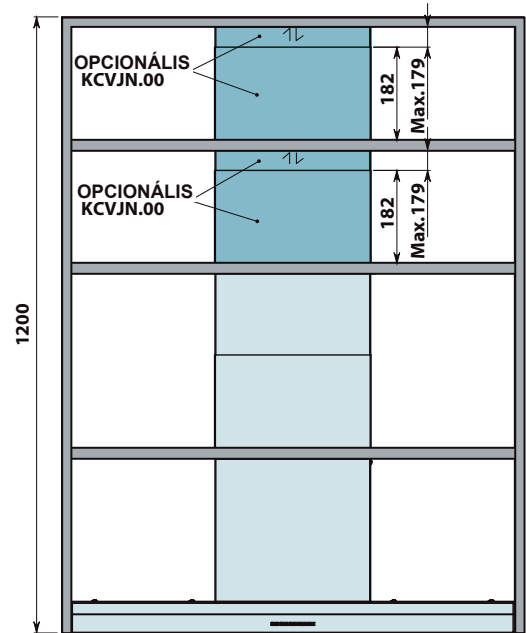 OPCIONÁLIS
KCVJN.00
182
Max.179
OPCIONÁLIS
KCVJN.00
182
Max.179
1200